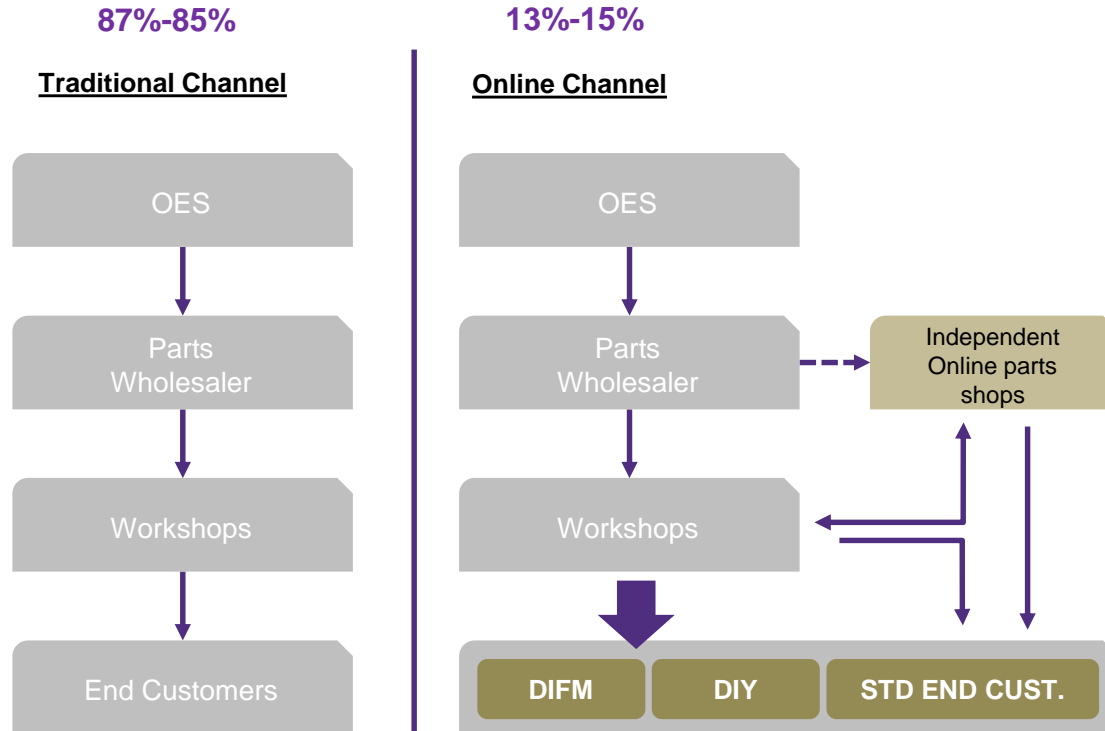 87%-85%
Traditional Channel
OES
Parts
Wholesaler
Workshops
End Customers
13%-15%
Online Channel
OES
Parts
Wholesaler
Independent
Online parts
shops
Workshops
DIFM
DIY
STD END CUST.